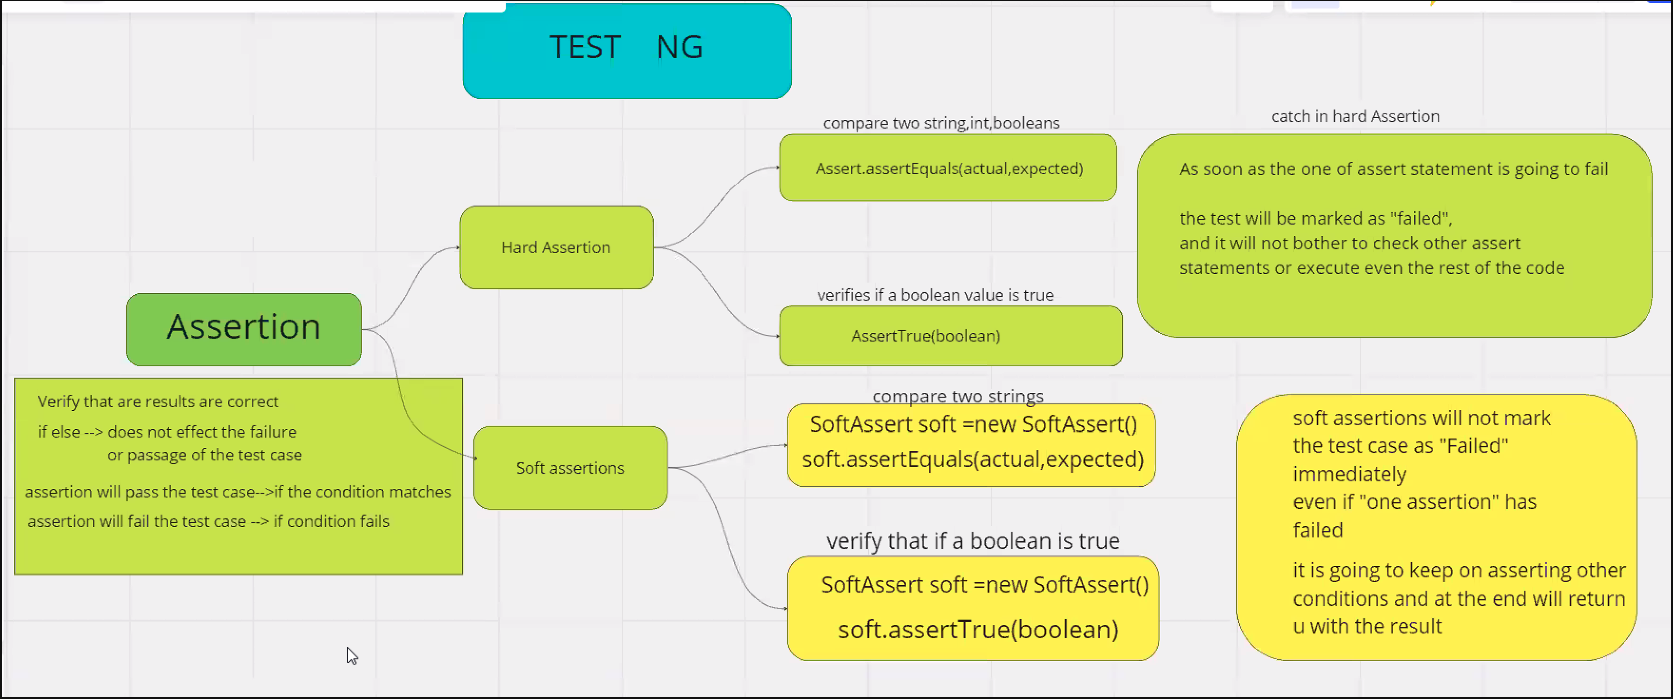 TEST NG
compare two string,int,booleans
Assert.assertEquals(actual,expected)
catch in hard Assertion
As soon as the one of assert statement is going to fail
the test will be marked as "failed",
and it will not bother to check other assert
statements or execute even the rest of the code
Hard Assertion
verifies if a boolean value is true
AssertTrue(boolean)
Assertion
Verify that are results are correct
if else --> does not effect the failure
or passage of the test case
assertion will pass the test case-->if the condition matches
assertion will fail the test case --> if condition fails
Soft assertions
compare two strings
SoftAssert soft =new SoftAssert()
soft.assertEquals(actual,expected)
verify that if a boolean is true
SoftAssert soft =new SoftAssert()
soft.assertTrue(boolean)
soft assertions will not mark
the test case as "Failed"
immediately
even if "one assertion" has
failed
it is going to keep on asserting other
conditions and at the end will return
u with the result